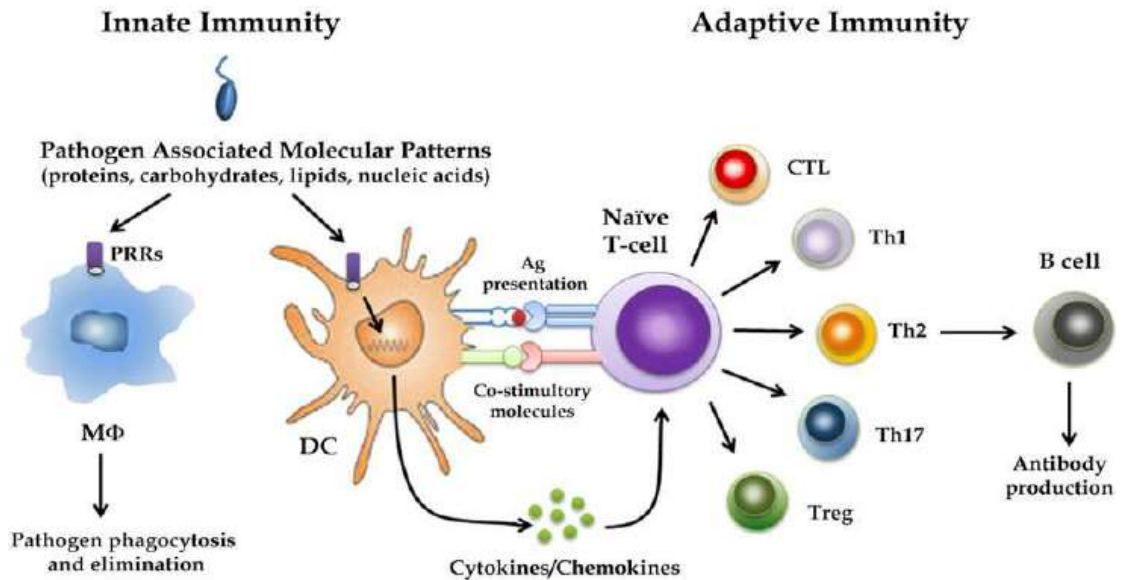 Innate Immunity
Adaptive Immunity
Pathogen Associated Molecular Patterns
(proteins, carbohydrates, lipids, nucleic acids)
PRRs
MΦ
Pathogen phagocytosis
and elimination
DC
Ag
presentation
Co-stimultory
molecules
Cytokines/Chemokines
Naïve
T-cell
CTL
Th1
Th2
Th17
Treg
B cell
Antibody
production